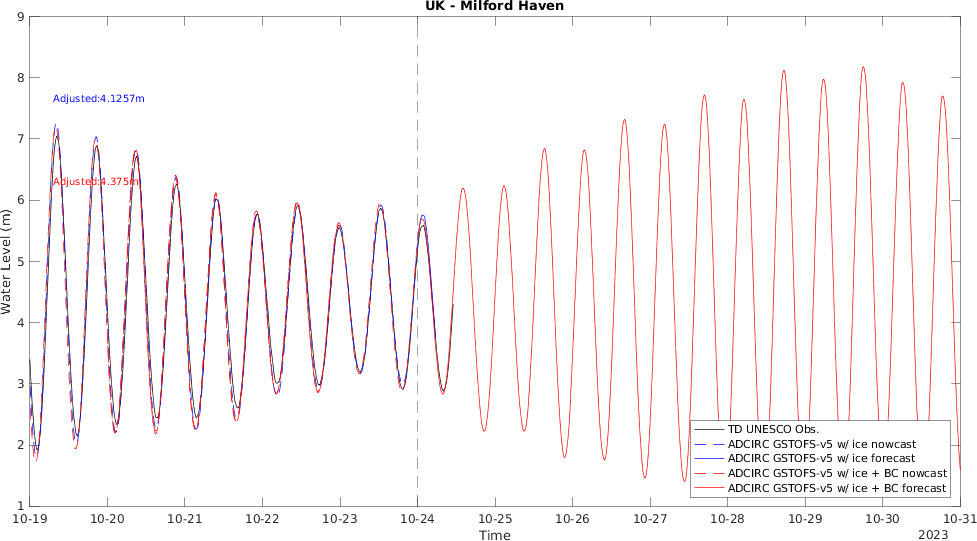 UK - Milford Haven
9
8
7
6
5
4
3
2
1
Water Level (m)
Adjusted:4.1257m
Adjusted:4.375m
TD UNESCO Obs.
ADCIRC GSTOFS-v5 w/ ice nowcast
ADCIRC GSTOFS-v5 w/ ice forecast
ADCIRC GSTOFS-v5 w/ ice + BC nowcast
ADCIRC GSTOFS-v5 w/ ice + BC forecast
10-19 10-20 10-21 10-22 10-23 10-24 10-25 10-26 10-27 10-28 10-29 10-30 10-31
Time
2023